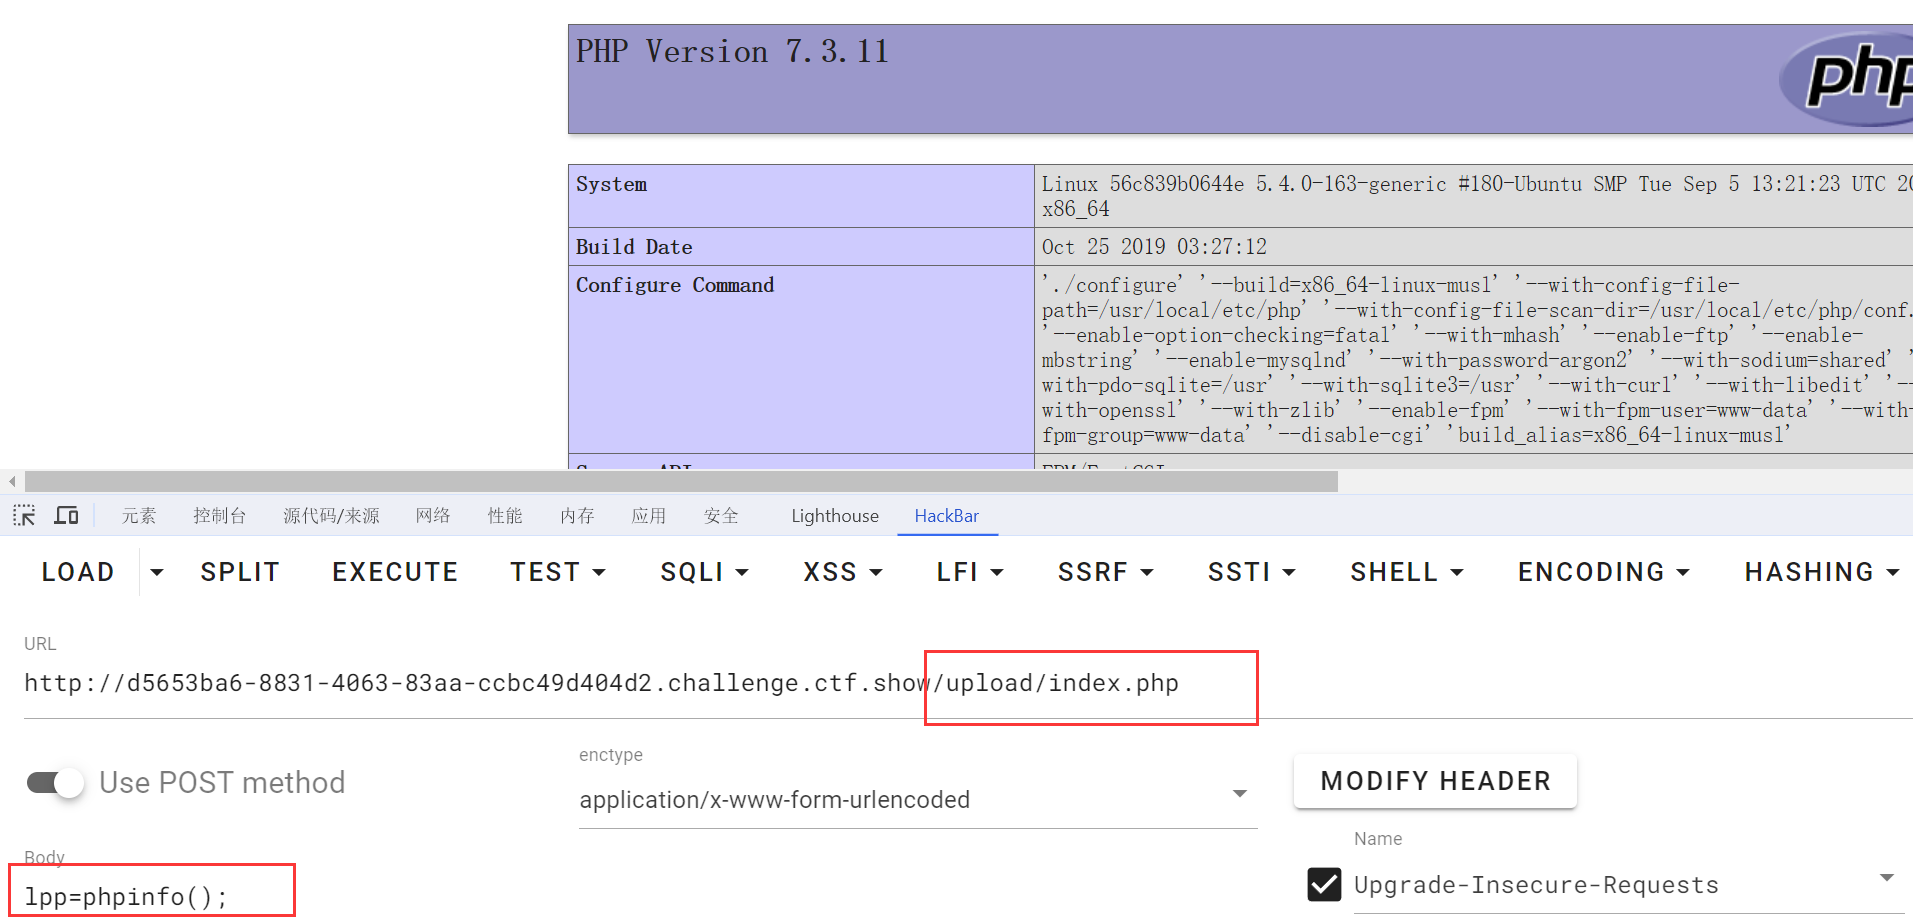 PHP Version 7.3.11
php
System
Linux 56c839b0644e 5.4.0-163-generic #180-Ubuntu SMP Tue Sep 5 13:21:23 UTC 20
x86_64
Build Date
Oct 25 2019 03:27:12
Configure Command
'./configure' '--build=x86_64-linux-musl' '--with-config-file-
path=/usr/local/etc/php' '--with-config-file-scan-dir=/usr/local/etc/php/conf.
'--enable-option-checking=fatal' '--with-mhash' '--enable-ftp' '--enable-
mbstring' '--enable-mysqlnd' '--with-password-argon2' '--with-sodium=shared' '
with-pdo-sqlite=/usr' '--with-sqlite3=/usr' '--with-curl' '--with-libedit' '--
with-openssl' '--with-zlib' '--enable-fpm' '--with-fpm-user=www-data' '--with-
fpm-group=www-data' '--disable-cgi' 'build_alias=x86_64-linux-musl'
元素 控制台 源代码/来源 网络 性能 内存 应用 安全 Lighthouse HackBar
LOAD SPLIT EXECUTE TEST SQLI XSS LFI SSRF SSTI SHELL ENCODING HASHING
URL
http://d5653ba6-8831-4063-83aa-ccbc49d404d2.challenge.ctf.show/upload/index.php
Use POST method
enctype
application/x-www-form-urlencoded
MODIFY HEADER
Name
Upgrade-Insecure-Requests
Body
lpp=phpinfo();